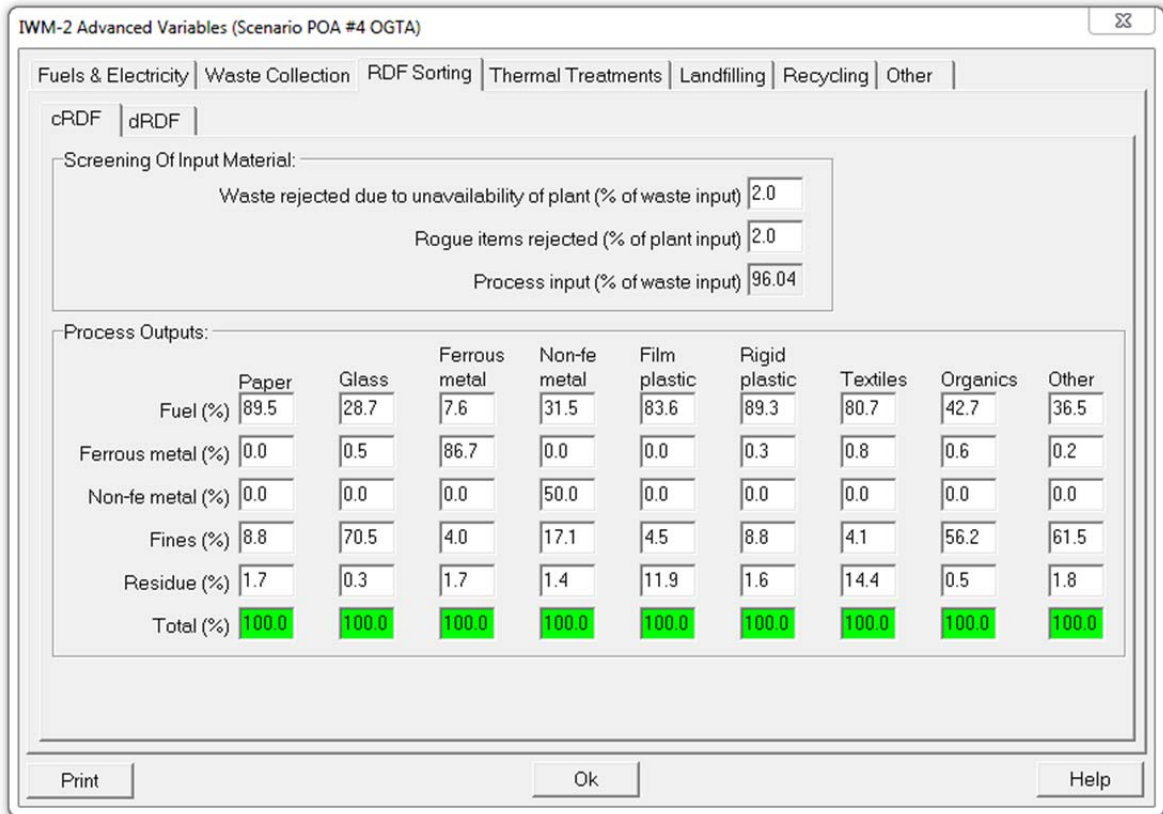 IWM-2 Advanced Variables (Scenario POA #4 OGTA)
Fuels & Electricity Waste Collection RDF Sorting Thermal Treatments Landfilling Recycling Other
cRDF dRDF
Screening Of Input Material:
Waste rejected due to unavailability of plant (% of waste input) 2.0
Rogue items rejected (% of plant input) 2.0
Process input (% of waste input) 96.04
Process Outputs:
Paper Glass Ferrous metal Non-fe metal Film plastic Rigid plastic Textiles Organics Other
Fuel (%) 89.5 28.7 7.6 31.5 83.6 89.3 80.7 42.7 36.5
Ferrous metal (%) 0.0 0.5 86.7 0.0 0.0 0.3 0.8 0.6 0.2
Non-fe metal (%) 0.0 0.0 0.0 50.0 0.0 0.0 0.0 0.0 0.0
Fines (%) 8.8 70.5 4.0 17.1 4.5 8.8 4.1 56.2 61.5
Residue (%) 1.7 0.3 1.7 1.4 11.9 1.6 14.4 0.5 1.8
Total (%) 100.0 100.0 100.0 100.0 100.0 100.0 100.0 100.0 100.0
Print Ok Help